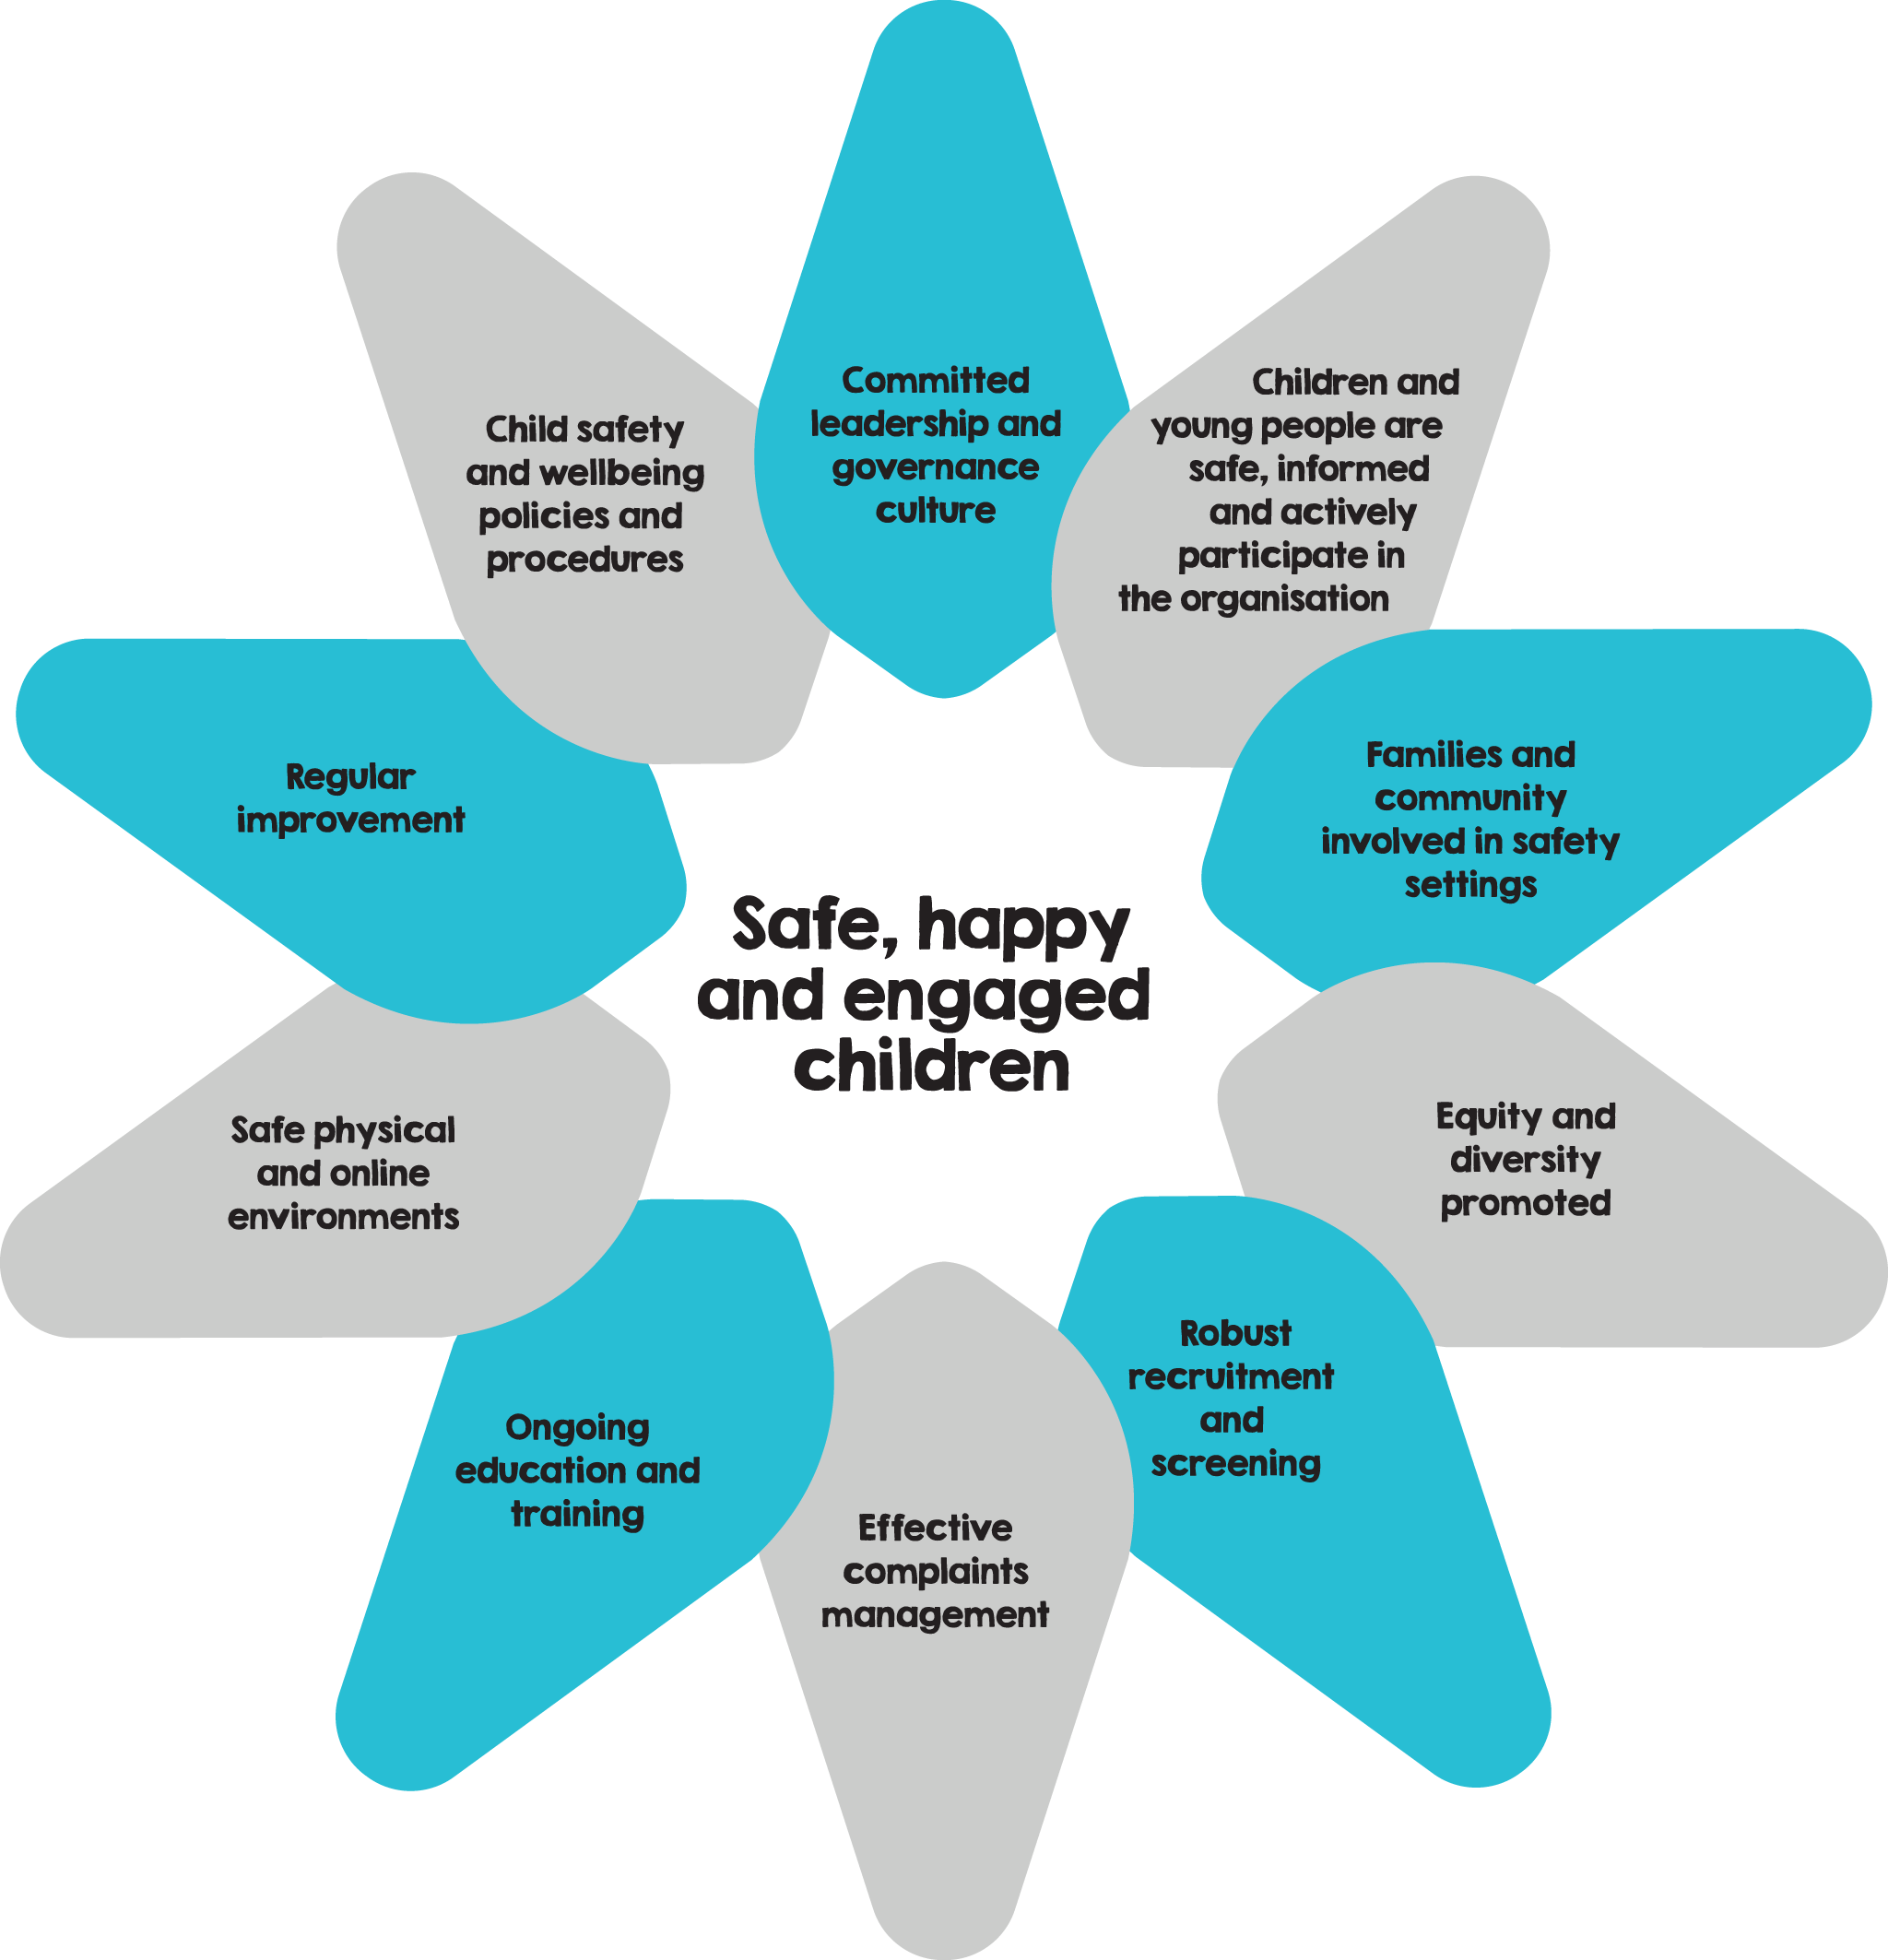 Committed
leadership and
governance
culture
Children and
young people are
safe, informed
and actively
participate in
the organisation
Families and
community
involved in safety
settings
Equity and
diversity
promoted
Robust
recruitment
and
screening
Effective
complaints
management
Ongoing
education and
training
Safe physical
and online
environments
Regular
improvement
Child safety
and wellbeing
policies and
procedures
Safe, happy
and engaged
children